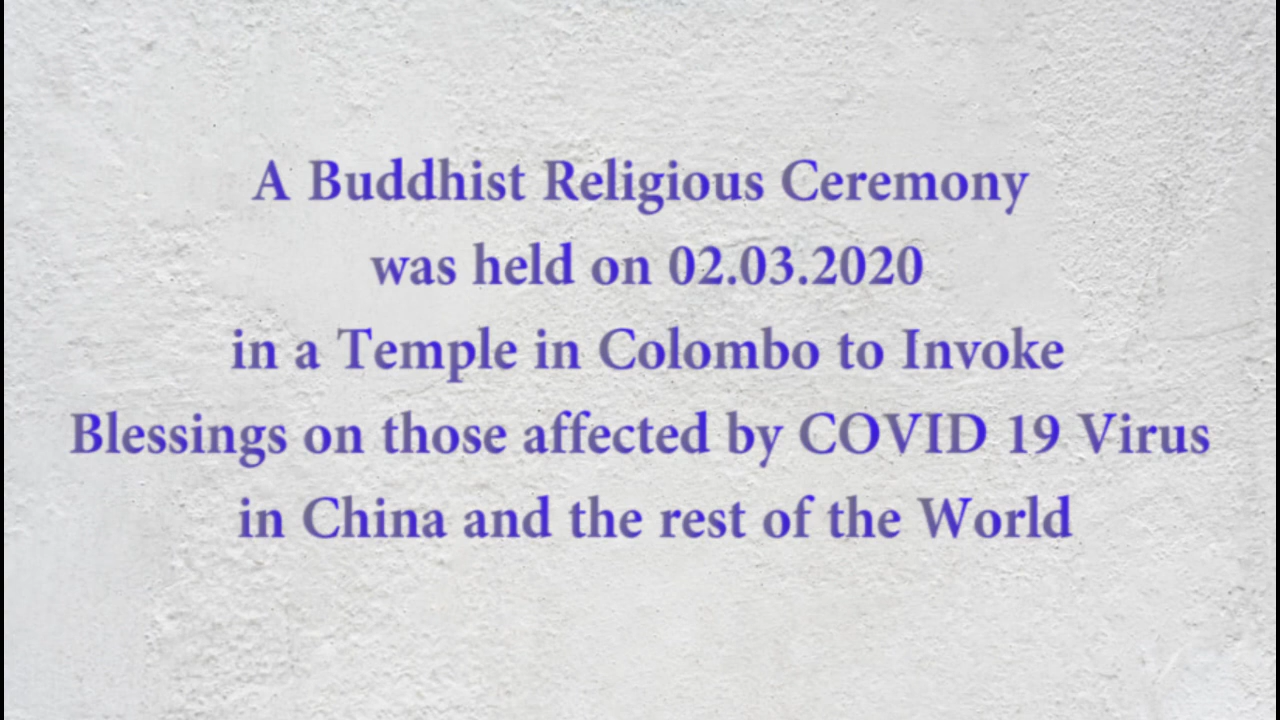 A Buddhist Religious Ceremony
was held on 02.03.2020
in a Temple in Colombo to Invoke
Blessings on those affected by COVID 19 Virus
in China and the rest of the World